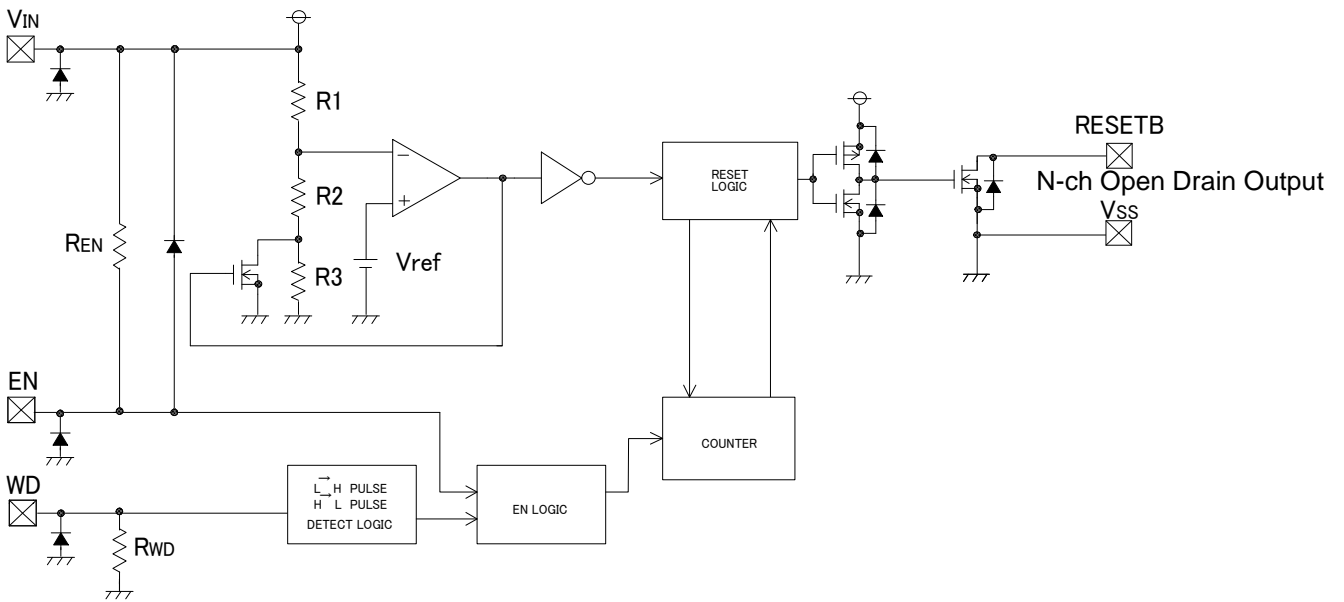 VIN
R1
RESETB
−
RESET
LOGIC
N-ch Open Drain Output
R2
+
VSS
REN
R3
Vref
EN
COUNTER
WD
L → H PULSE
H → L PULSE
DETECT LOGIC
EN LOGIC
RWD